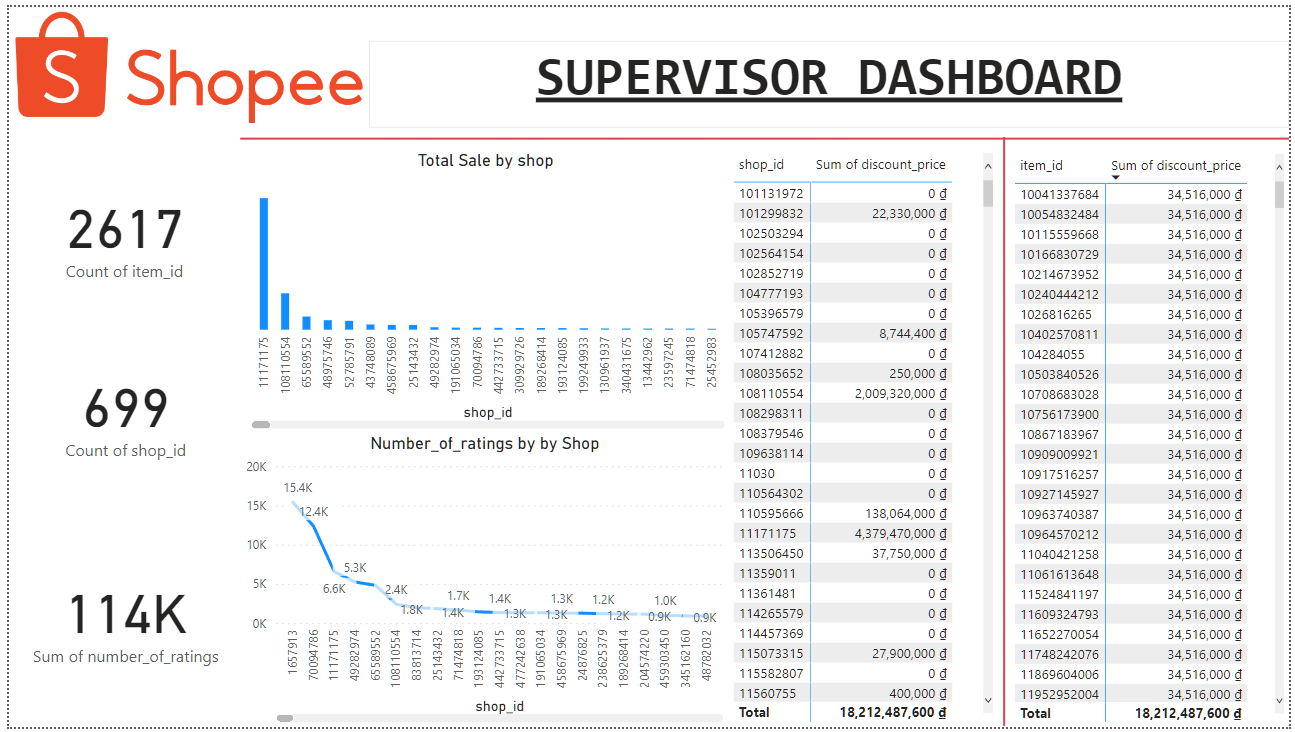 Shopee
SUPERVISOR DASHBOARD
2617
Count of item_id
699
Count of shop_id
114K
Sum of number_of_ratings
Total Sale by shop
11171175
108110554
65589552
48975746
52785791
43748089
458675969
25143432
49282974
191065034
70094786
442733715
309929726
189268414
193124085
199249933
130961937
340431675
13442962
23597245
71474818
25452983
shop_id
Number_of_ratings by by Shop
20K
15K
10K
5K
0K
15.4K
12.4K
6.6K
5.3K
2.4K
1.8K
1.4K
1.7K
1.4K
1.3K
1.3K
1.3K
1.2K
1.2K
1.0K
0.9K
0.9K
1657913
70094786
11171175
49282974
65589552
108110554
83813714
25143432
71474818
193124085
442733715
477242638
191065034
458675969
24876825
238625379
189268414
204574220
459303450
345162160
48782032
shop_id
shop_id Sum of discount_price
101131972 0 ₫
101299832 22,330,000 ₫
102503294 0 ₫
102564154 0 ₫
102852719 0 ₫
104777193 0 ₫
105396579 0 ₫
105747592 8,744,400 ₫
107412882 0 ₫
108035652 250,000 ₫
108110554 2,009,320,000 ₫
108298311 0 ₫
108379546 0 ₫
109638114 0 ₫
11030 0 ₫
110564302 0 ₫
110595666 138,064,000 ₫
11171175 4,379,470,000 ₫
113506450 37,750,000 ₫
11359011 0 ₫
11361481 0 ₫
114265579 0 ₫
114457369 0 ₫
115073315 27,900,000 ₫
115582807 0 ₫
11560755 400,000 ₫
Total 18,212,487,600 ₫
item_id Sum of discount_price
10041337684 34,516,000 ₫
10054832484 34,516,000 ₫
10115559668 34,516,000 ₫
10166830729 34,516,000 ₫
10214673952 34,516,000 ₫
10240444212 34,516,000 ₫
1026816265 34,516,000 ₫
10402570811 34,516,000 ₫
104284055 34,516,000 ₫
10503840526 34,516,000 ₫
10708683028 34,516,000 ₫
10756173900 34,516,000 ₫
10867183967 34,516,000 ₫
10909009921 34,516,000 ₫
10917516257 34,516,000 ₫
10927145927 34,516,000 ₫
10963740387 34,516,000 ₫
10964570212 34,516,000 ₫
11040421258 34,516,000 ₫
11061613648 34,516,000 ₫
11524841197 34,516,000 ₫
11609324793 34,516,000 ₫
11652270054 34,516,000 ₫
11748242076 34,516,000 ₫
11869604006 34,516,000 ₫
11952952004 34,516,000 ₫
Total 18,212,487,600 ₫